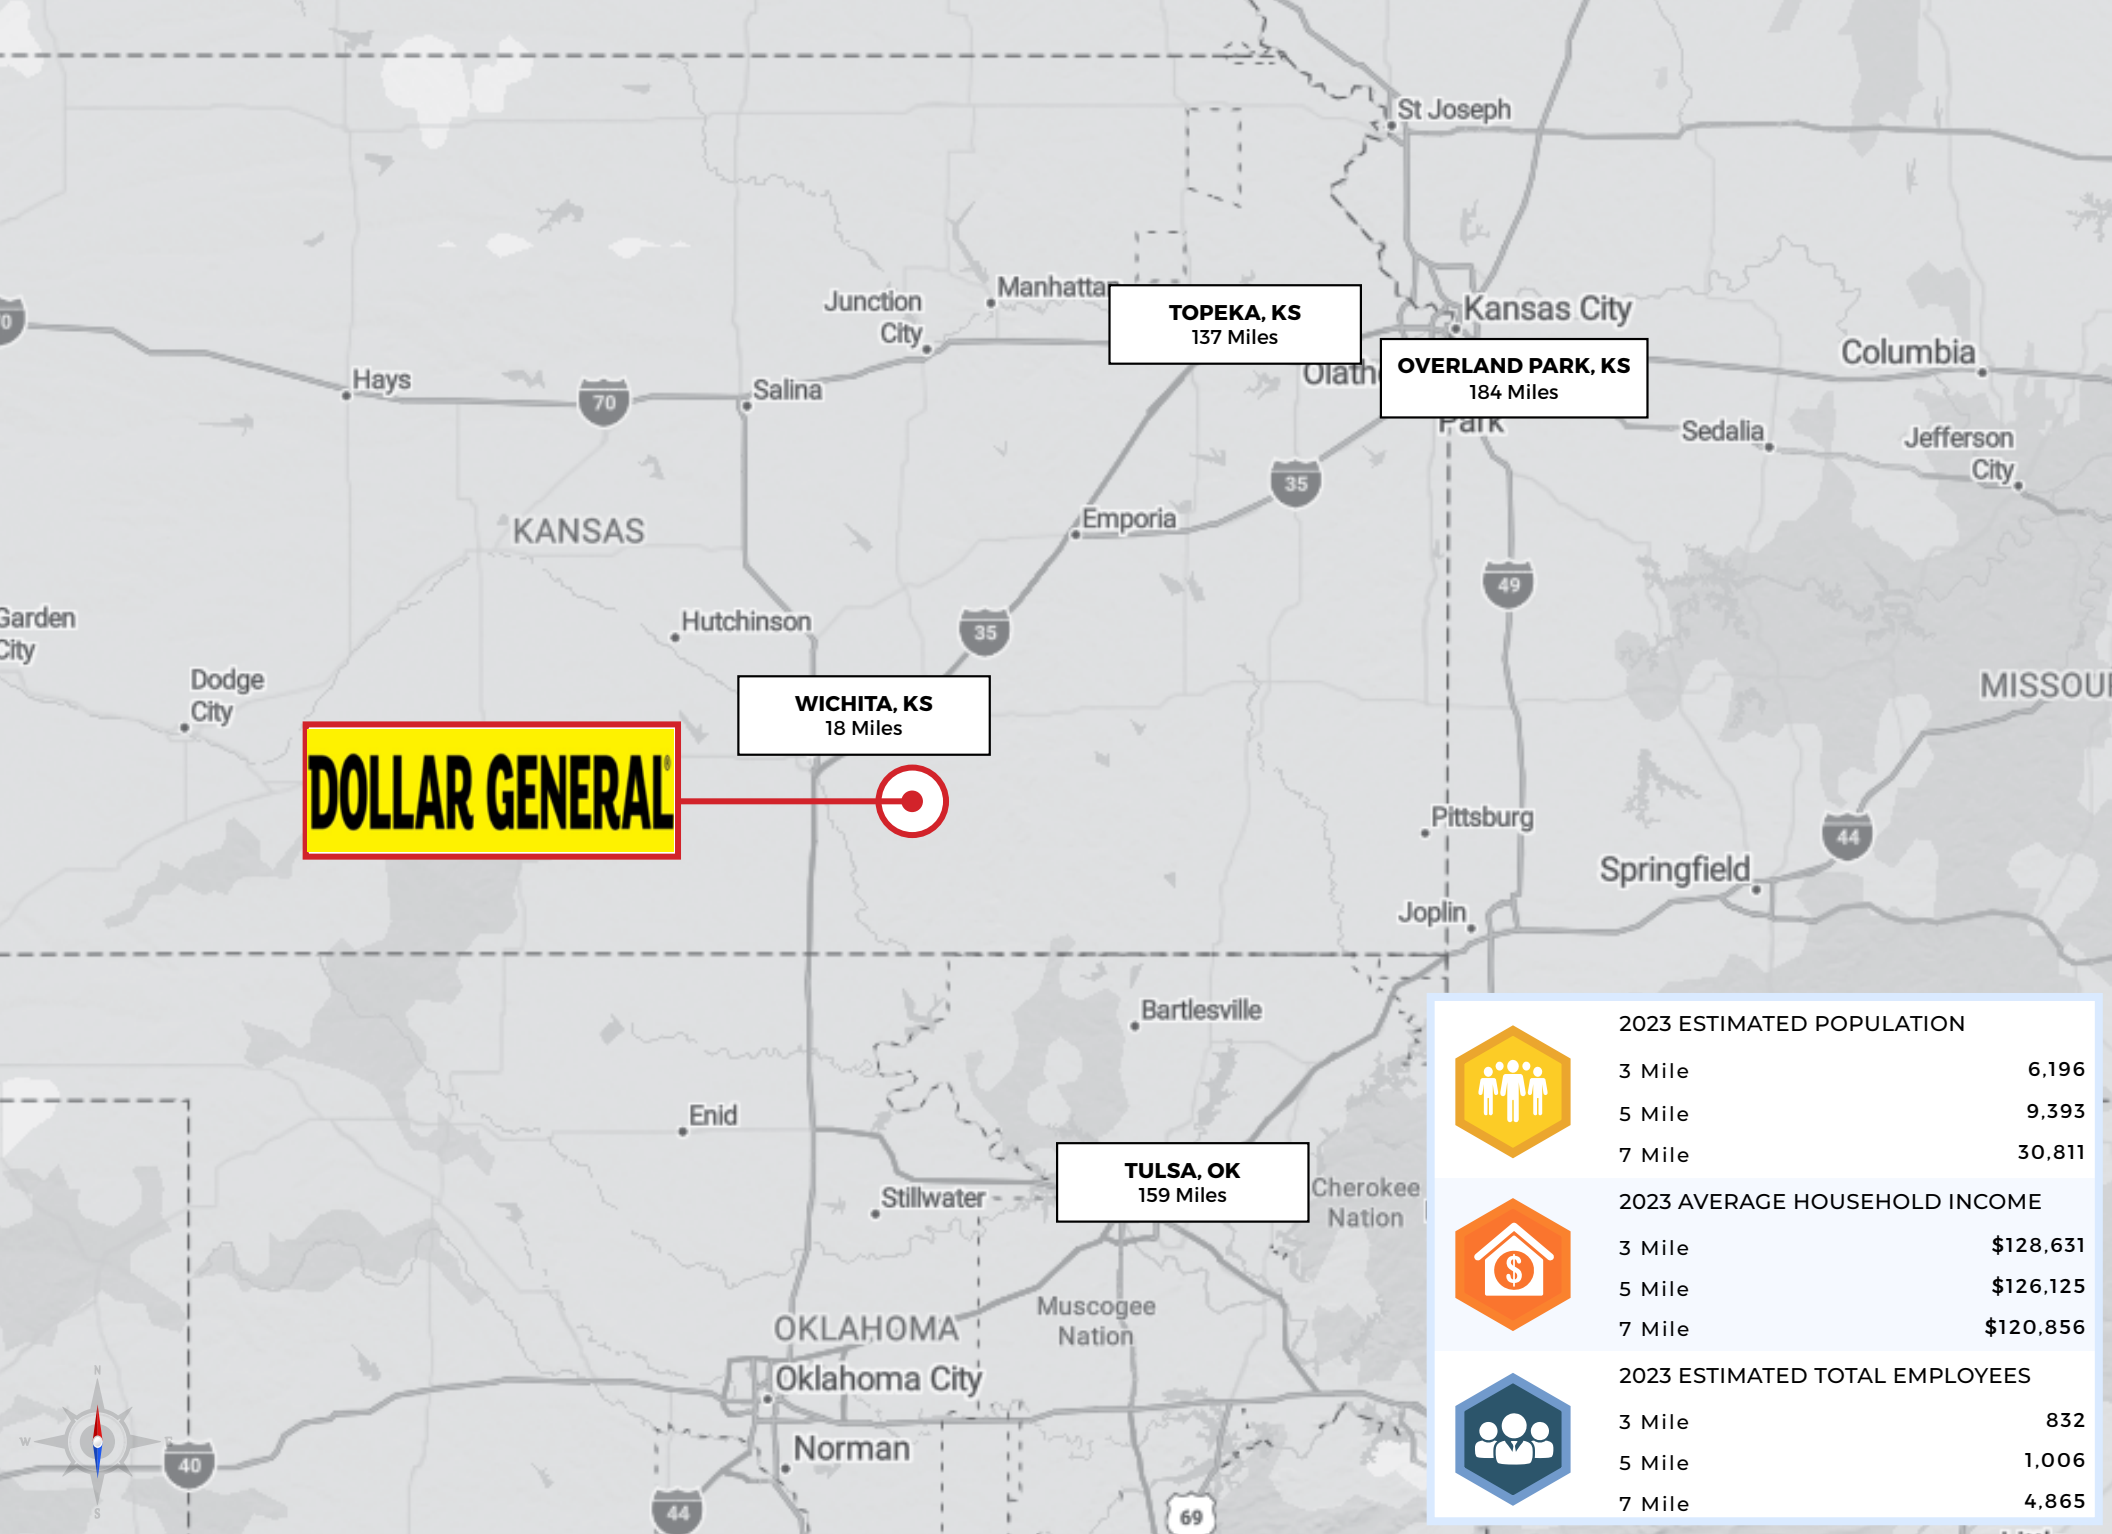 St Joseph
Manhattan
Junction
City
TOPEKA, KS
137 Miles
Kansas City
OVERLAND PARK, KS
184 Miles
Olath
Park
Columbia
Hays
70
Salina
Sedalia
Jefferson
City
35
KANSAS
Emporia
49
Garden
City
Hutchinson
35
Dodge
City
MISSOUR
WICHITA, KS
18 Miles
DOLLAR GENERAL®
Pittsburg
44
Springfield
Joplin
Bartlesville
Enid
Stillwater
TULSA, OK
159 Miles
Cherokee
Nation
Muscogee
Nation
OKLAHOMA
Oklahoma City
Norman
N
W
E
S
40
44
69
2023 ESTIMATED POPULATION
3 Mile 6,196
5 Mile 9,393
7 Mile 30,811
2023 AVERAGE HOUSEHOLD INCOME
$
3 Mile $128,631
5 Mile $126,125
7 Mile $120,856
2023 ESTIMATED TOTAL EMPLOYEES
3 Mile 832
5 Mile 1,006
7 Mile 4,865